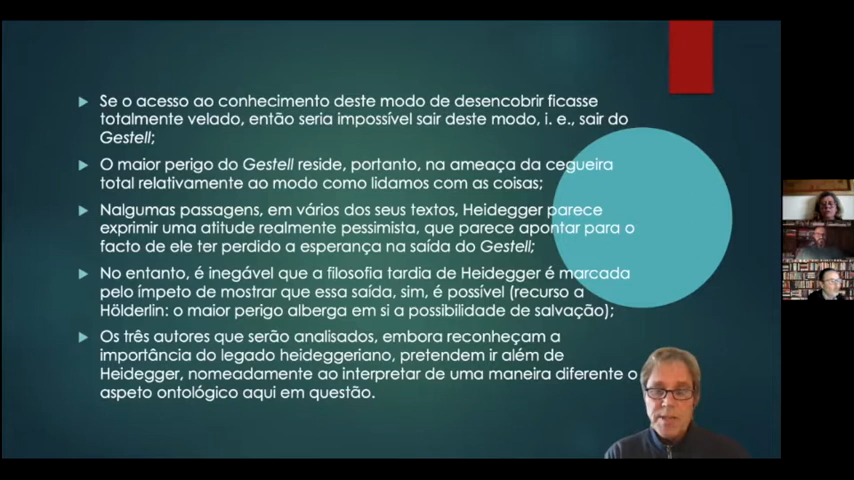 Se o acesso ao conhecimento deste modo de desencobrir ficasse
totalmente velado, então seria impossível sair deste modo, i. e., sair do
Gestell;
O maior perigo do Gestell reside, portanto, na ameaça da cegueira
total relativamente ao modo como lidamos com as coisas;
Nalgumas passagens, em vários dos seus textos, Heidegger parece
exprimir uma atitude realmente pessimista, que parece apontar para o
facto de ele ter perdido a esperança na saída do Gestell;
No entanto, é inegável que a filosofia tardia de Heidegger é marcada
pelo ímpeto de mostrar que essa saída, sim, é possível (recurso a
Hölderlin: o maior perigo alberga em si a possibilidade de salvação);
Os três autores que serão analisados, embora reconheçam a
importância do legado heideggeriano, pretendem ir além de
Heidegger, nomeadamente ao interpretar de uma maneira diferente o
aspeto ontológico aqui em questão.